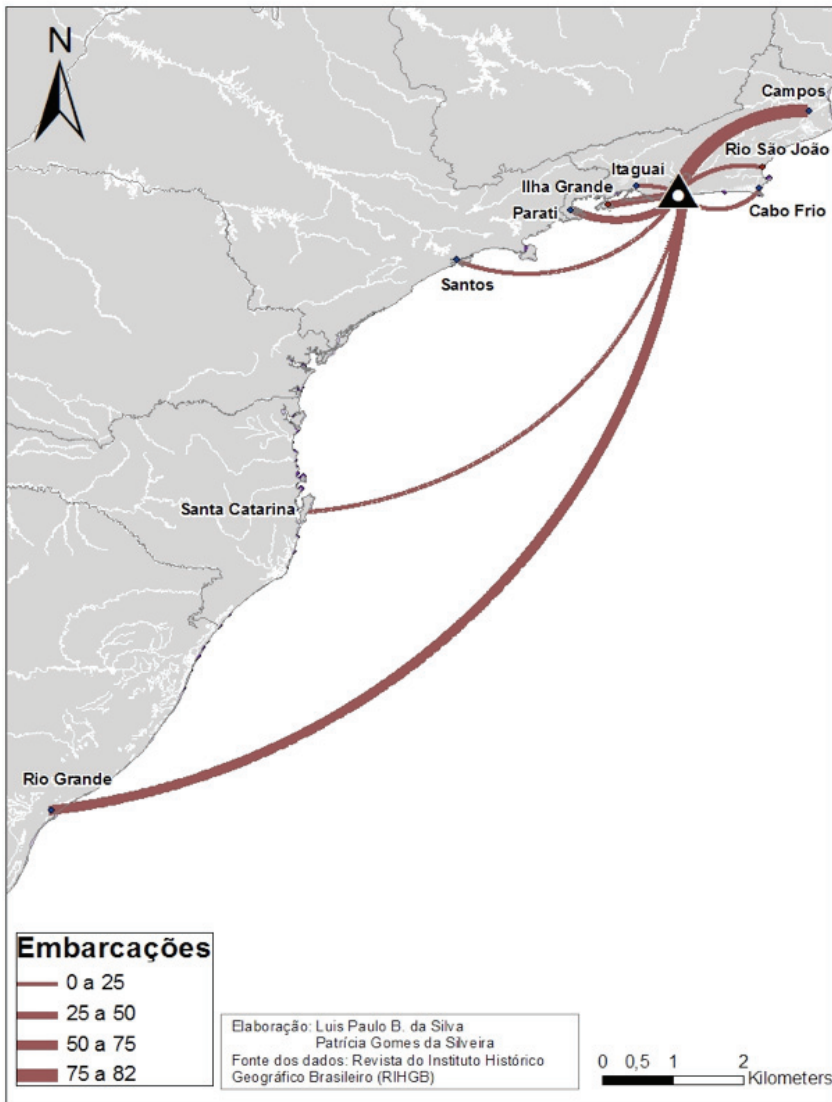 N
Campos
Rio São João
Itaguai
Ilha Grande
Parati
Cabo Frio
Santos
Santa Catarina
Rio Grande
Embarcações
0 a 25
25 a 50
50 a 75
75 a 82
Elaboração: Luis Paulo B. da Silva
Patrícia Gomes da Silveira
Fonte dos dados: Revista do Instituto Histórico
Geográfico Brasileiro (RIHGB)
0 0,5 1 2
Kilometers